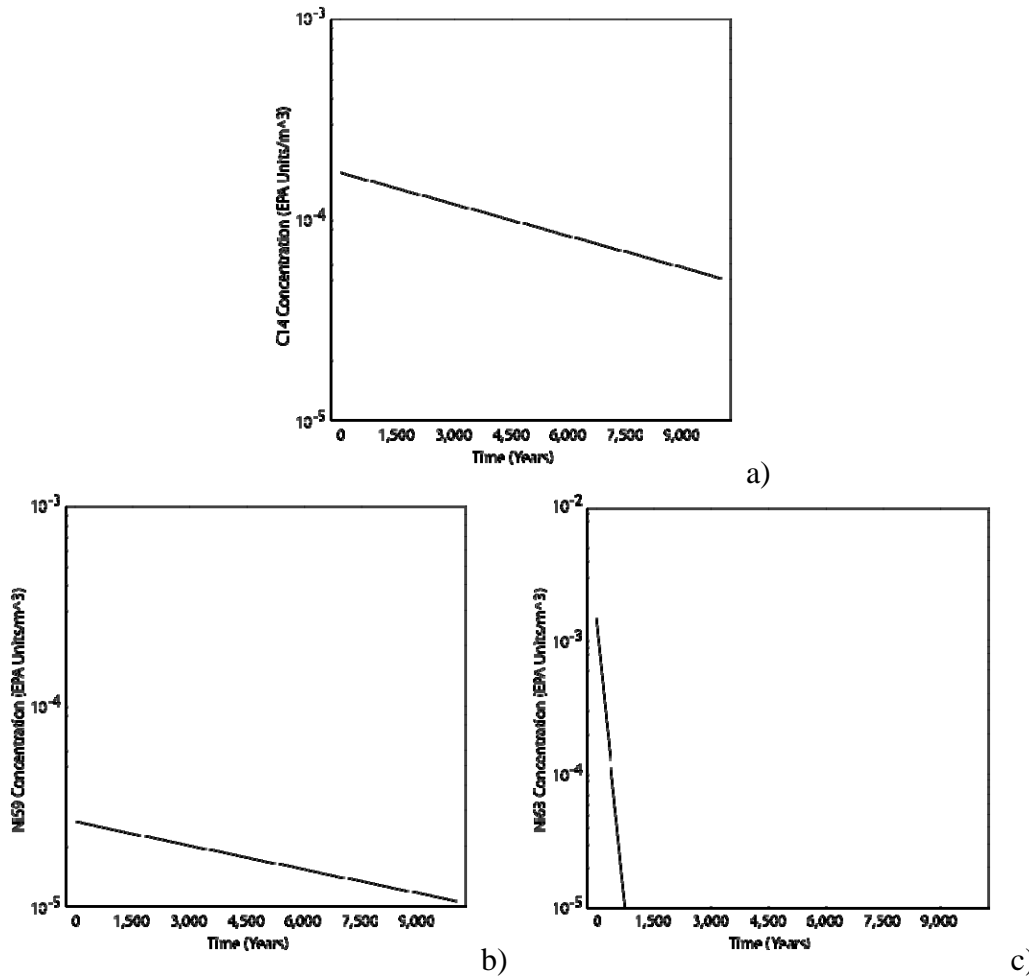 10^-3
C14 Concentration (EPA Units/m^3)
10^-4
10^-5
0 1,500 3,000 4,500 6,000 7,500 9,000
Time (Years)
a)
10^-3
Ni59 Concentration (EPA Units/m^3)
10^-4
10^-5
0 1,500 3,000 4,500 6,000 7,500 9,000
Time (Years)
b)
10^-2
Ni63 Concentration (EPA Units/m^3)
10^-3
10^-4
10^-5
0 1,500 3,000 4,500 6,000 7,500 9,000
Time (Years)
c)